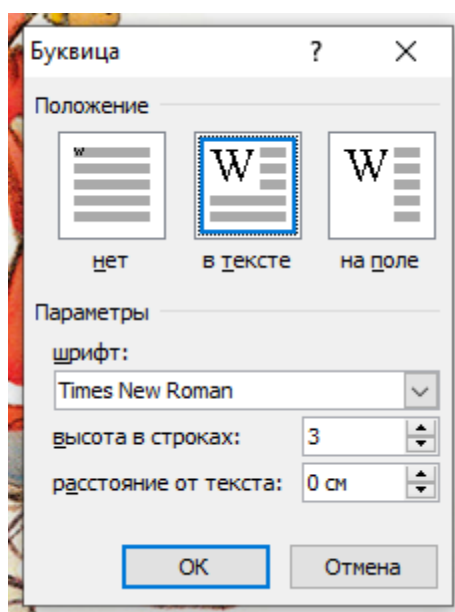 Буквица ? ×
Положение
W W W
нет в тексте на поле
Параметры
шрифт:
Times New Roman
высота в строках: 3
расстояние от текста: 0 см
ОК Отмена